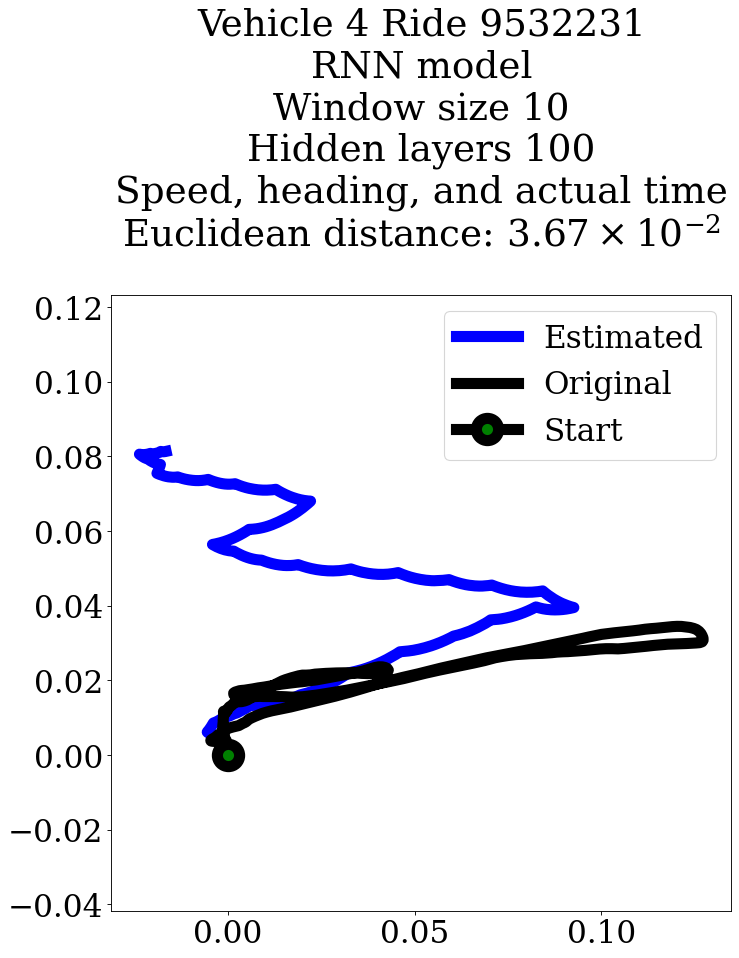 Vehicle 4 Ride 9532231
RNN model
Window size 10
Hidden layers 100
Speed, heading, and actual time
Euclidean distance: 3.67 × 10⁻²
0.12
0.10
0.08
0.06
0.04
0.02
0.00
−0.02
−0.04
Estimated
Original
Start
0.00 0.05 0.10